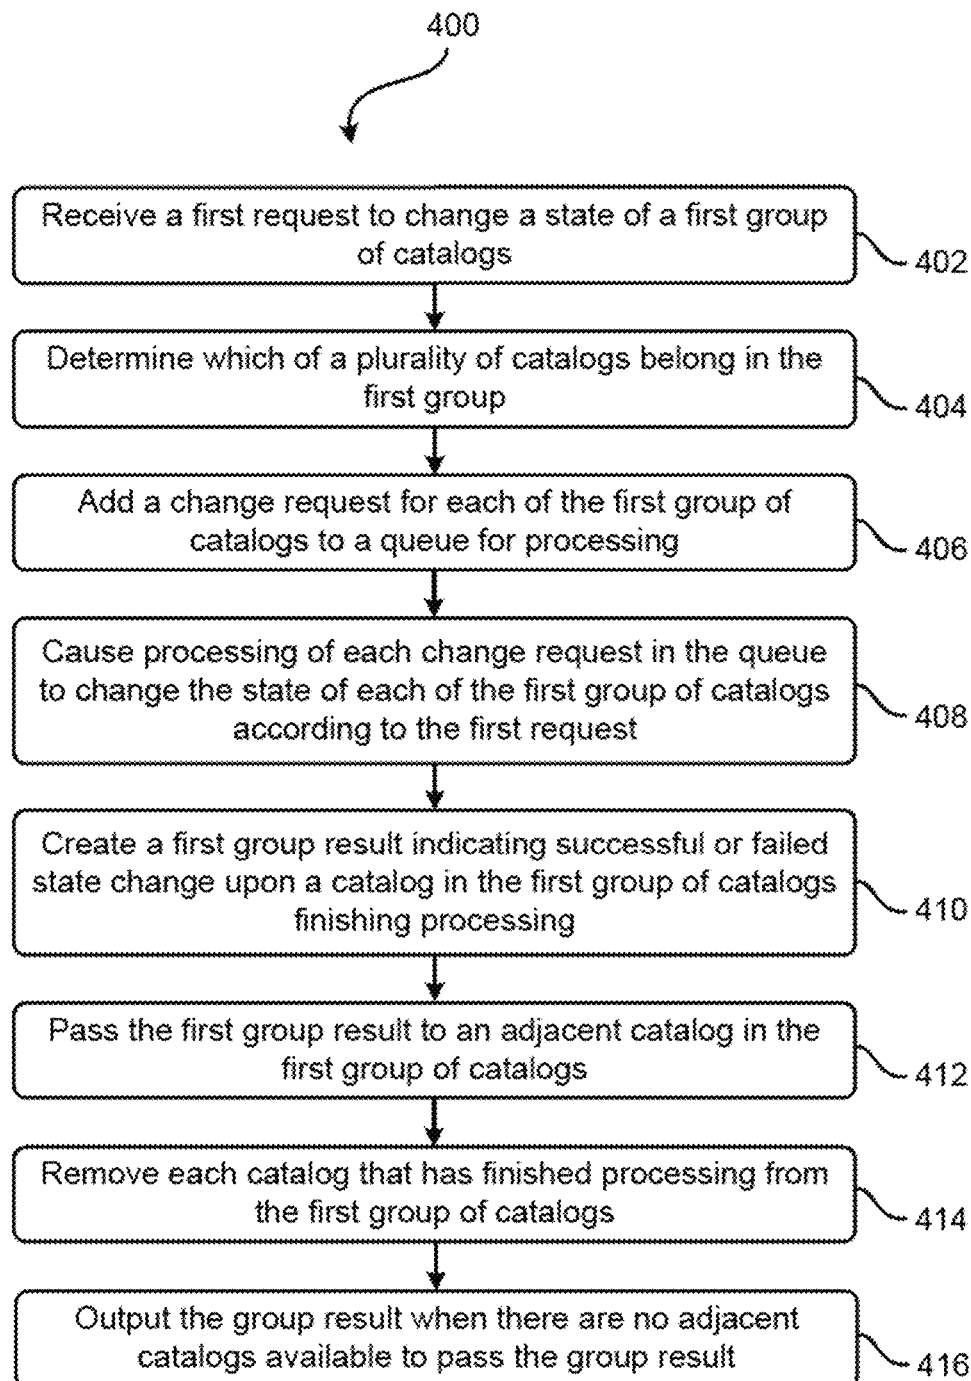 400
Receive a first request to change a state of a first group
of catalogs
402
Determine which of a plurality of catalogs belong in the
first group
404
Add a change request for each of the first group of
catalogs to a queue for processing
406
Cause processing of each change request in the queue
to change the state of each of the first group of catalogs
according to the first request
408
Create a first group result indicating successful or failed
state change upon a catalog in the first group of catalogs
finishing processing
410
Pass the first group result to an adjacent catalog in the
first group of catalogs
412
Remove each catalog that has finished processing from
the first group of catalogs
414
Output the group result when there are no adjacent
catalogs available to pass the group result
416